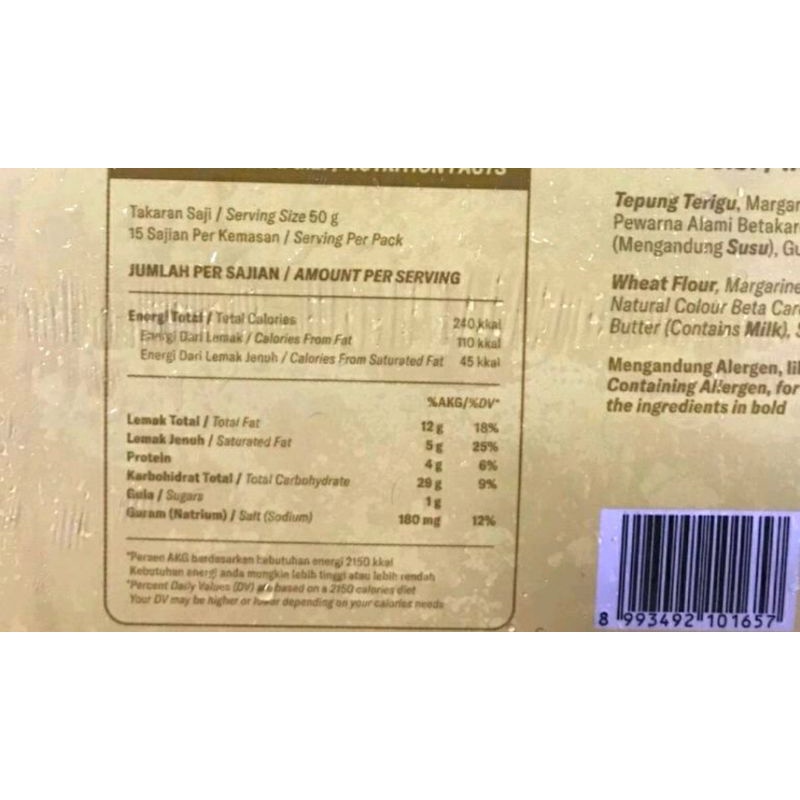 NUTRITION FACTS
Takaran Saji / Serving Size 50 g
15 Sajian Per Kemasan / Serving Per Pack
JUMLAH PER SAJIAN / AMOUNT PER SERVING
Energi Total / Total Calories 240 kkal
Energi Dari Lemak / Calories From Fat 110 kkal
Energi Dari Lemak Jenuh / Calories From Saturated Fat 45 kkal
%AKG/%DV*
Lemak Total / Total Fat 12 g 18%
Lemak Jenuh / Saturated Fat 5 g 25%
Protein 4 g 6%
Karbohidrat Total / Total Carbohydrate 29 g 9%
Gula / Sugars 1 g
Garam (Natrium) / Salt (Sodium) 180 mg 12%
*Persen AKG berdasarkan kebutuhan energi 2150 kkal
Kebutuhan energi anda mungkin lebih tinggi atau lebih rendah
*Percent Daily Values (DV) are based on a 2150 calories diet
Your DV may be higher or lower depending on your calories needs
Tepung Terigu, Margar
Pewarna Alami Betakar
(Mengandung Susu), Gu
Wheat Flour, Margarine
Natural Colour Beta Car
Butter (Contains Milk),
Mengandung Alergen, li
Containing Allergen, for
the ingredients in bold
8 993492 101657